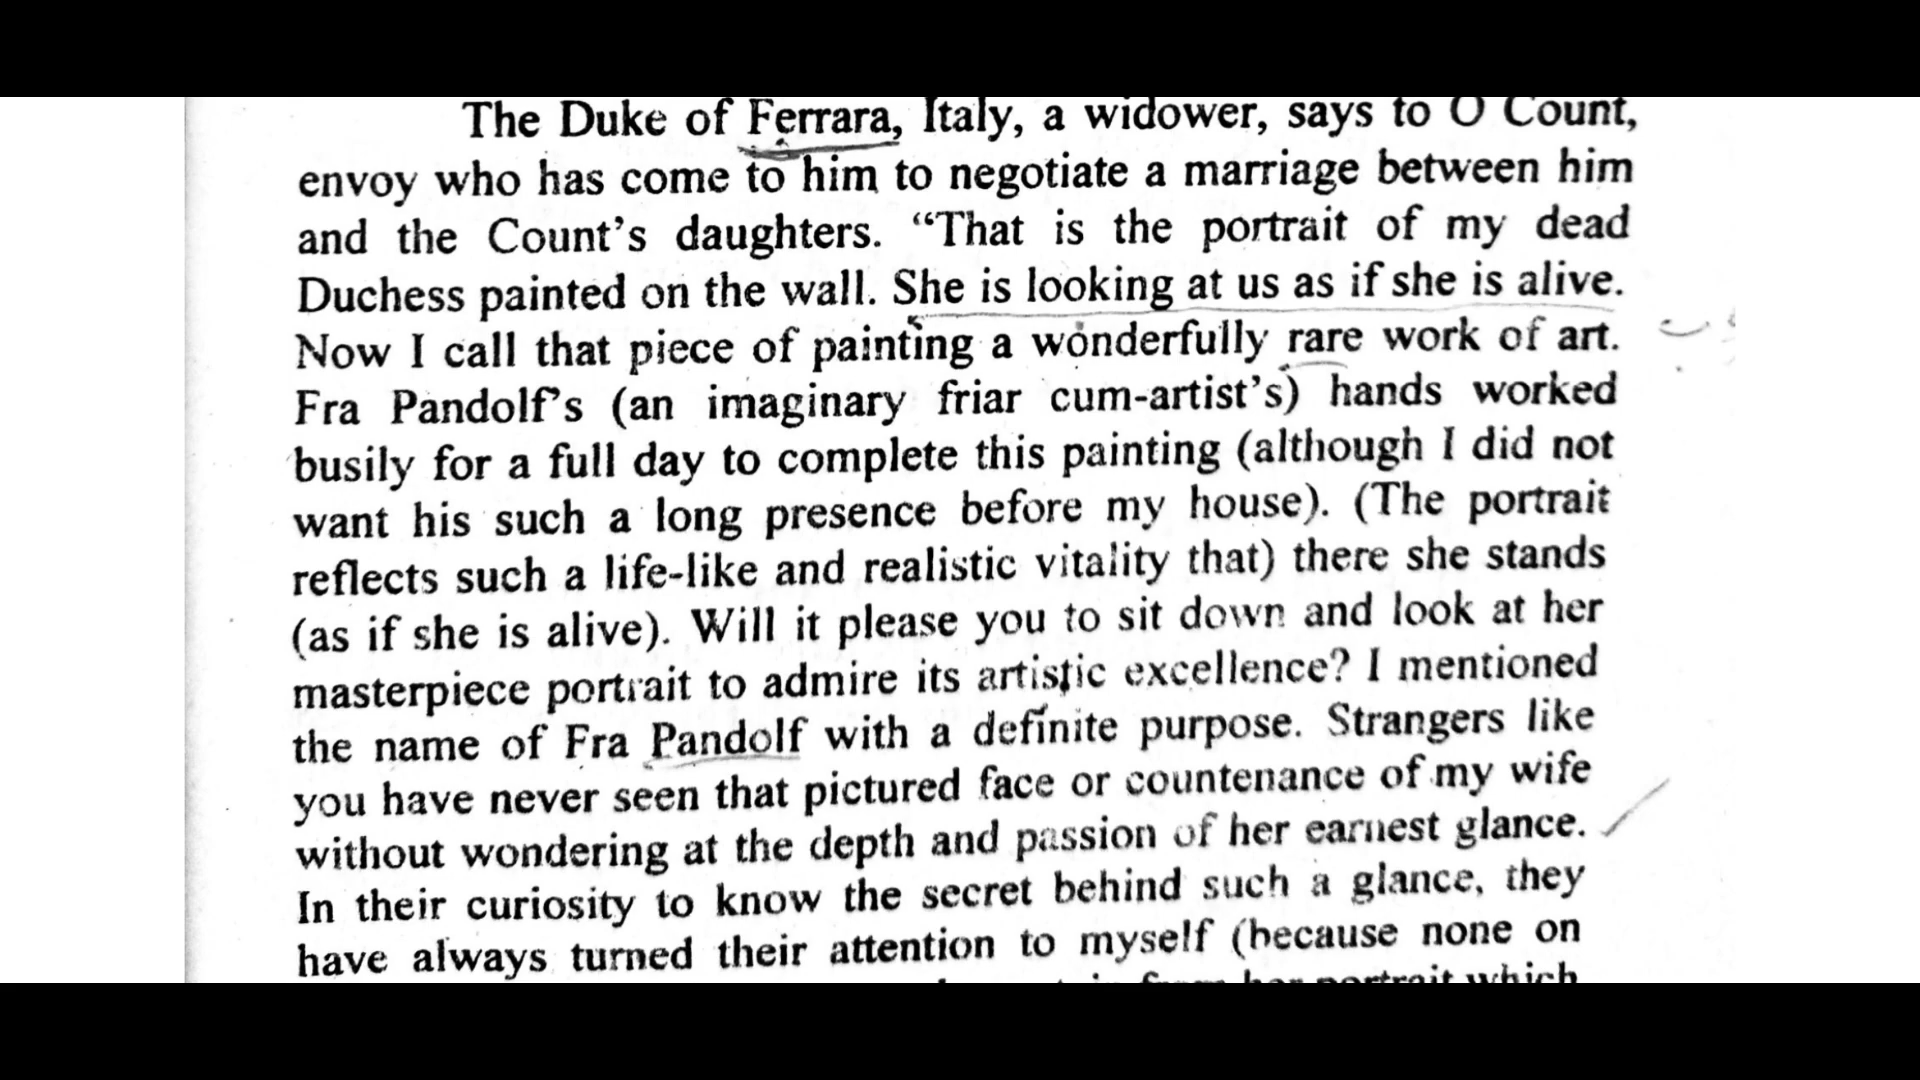 The Duke of Ferrara, Italy, a widower, says to O Count,
envoy who has come to him to negotiate a marriage between him
and the Count's daughters. “That is the portrait of my dead
Duchess painted on the wall. She is looking at us as if she is alive.
Now I call that piece of painting a wonderfully rare work of art.
Fra Pandolf's (an imaginary friar cum-artist's) hands worked
busily for a full day to complete this painting (although I did not
want his such a long presence before my house). (The portrait
reflects such a life-like and realistic vitality that) there she stands
(as if she is alive). Will it please you to sit down and look at her
masterpiece portrait to admire its artistic excellence? I mentioned
the name of Fra Pandolf with a definite purpose. Strangers like
you have never seen that pictured face or countenance of my wife
without wondering at the depth and passion of her earnest glance.
In their curiosity to know the secret behind such a glance, they
have always turned their attention to myself (because none on
her portrait which